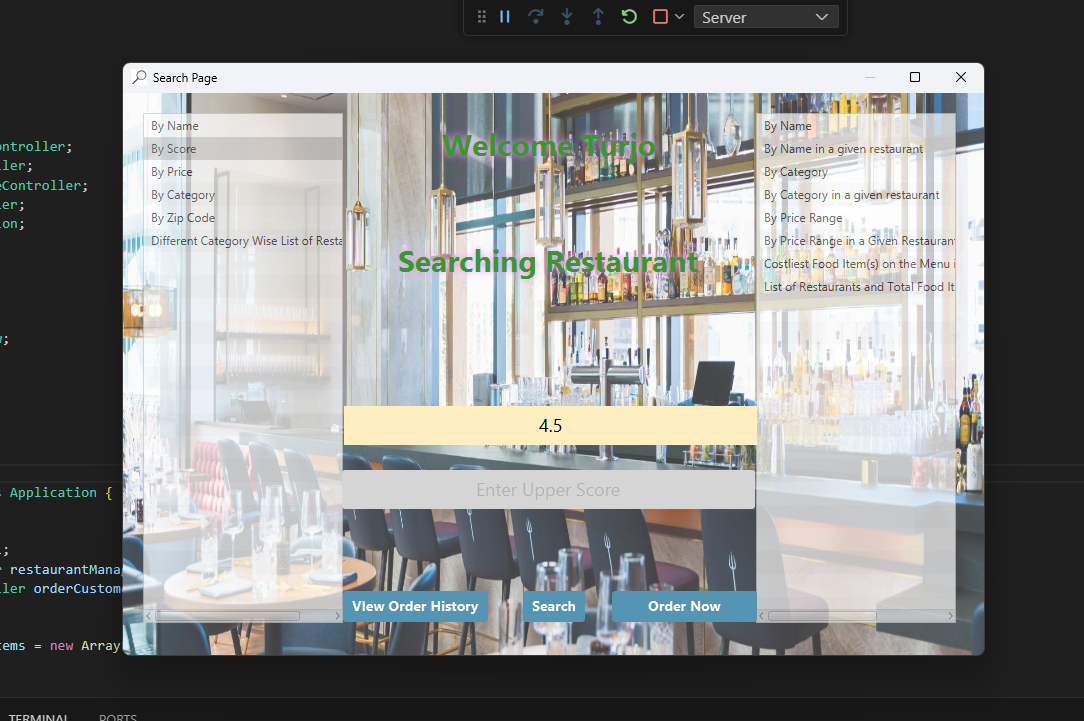 Server
Search Page
ontroller;
ller;
eController;
ler;
ion;
;
s Application {
;
r restaurantMana
ller orderCustom
tems = new Array
By Name
By Score
By Price
By Category
By Zip Code
Different Category Wise List of Resta
Welcome Turjo
Searching Restaurant
4.5
Enter Upper Score
View Order History
Search
Order Now
By Name
By Name in a given restaurant
By Category
By Category in a given restaurant
By Price Range
By Price Range in a Given Restaurant
Costliest Food Item(s) on the Menu i
List of Restaurants and Total Food It
TERMINAL
PORTS